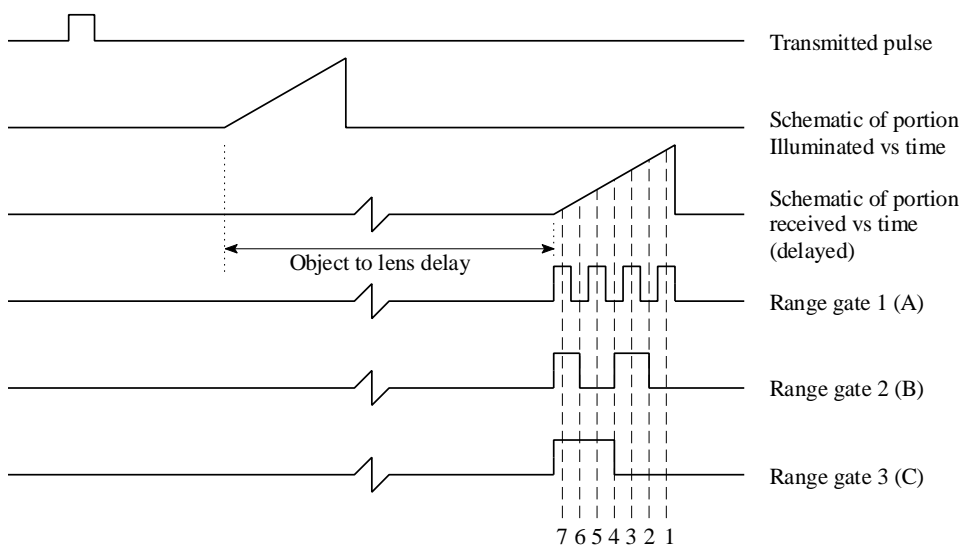 Transmitted pulse
Schematic of portion
Illuminated vs time
Schematic of portion
received vs time
(delayed)
Object to lens delay
Range gate 1 (A)
Range gate 2 (B)
Range gate 3 (C)
7 6 5 4 3 2 1